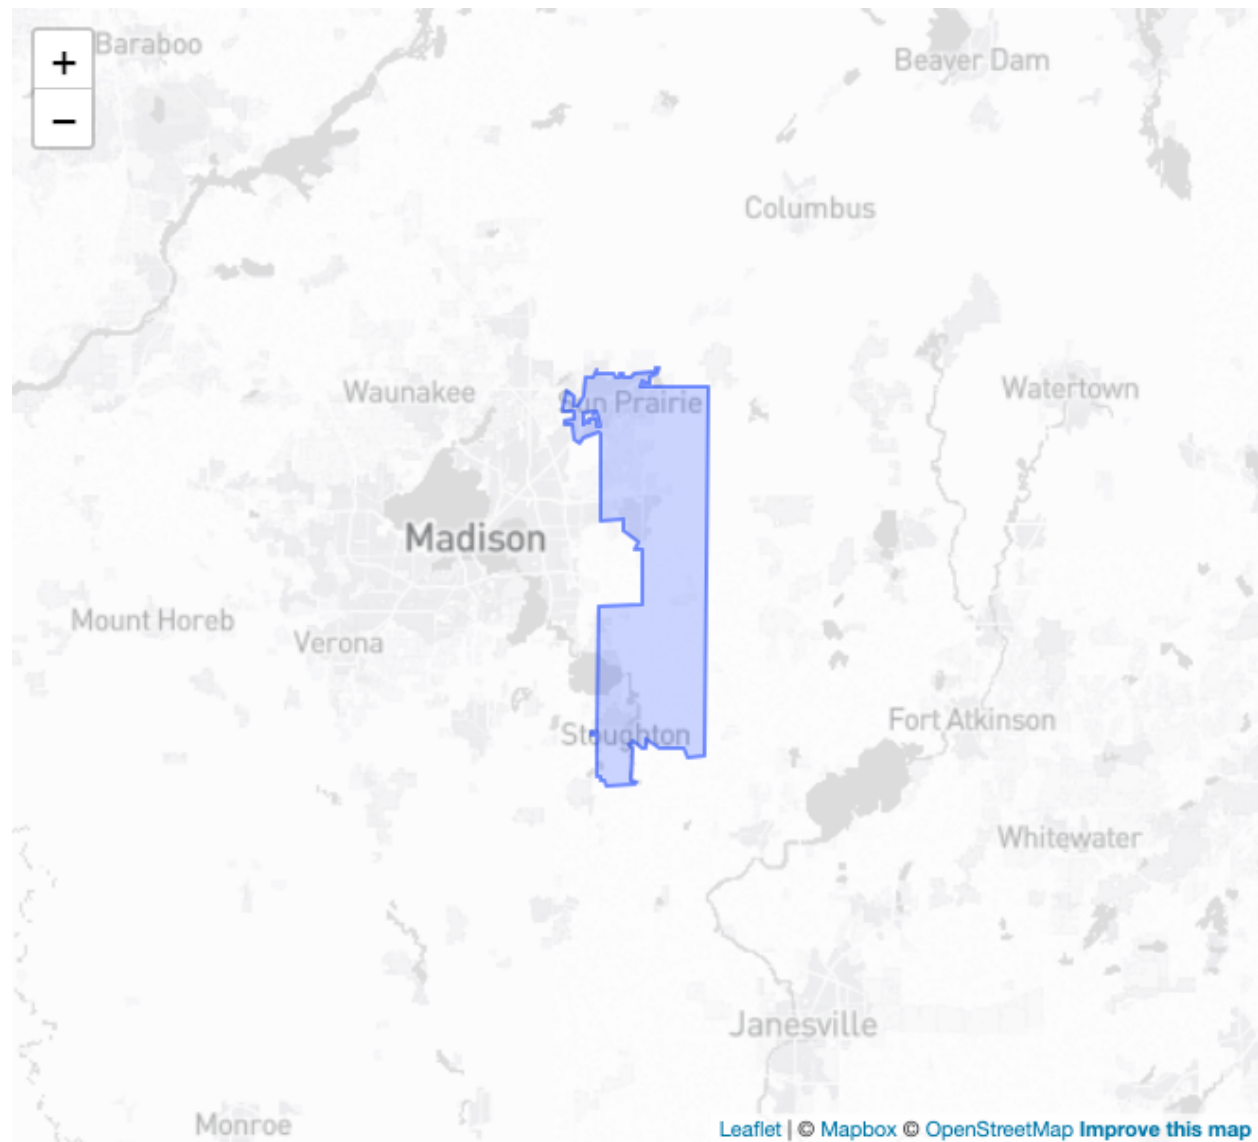 +
−
Baraboo
Beaver Dam
Columbus
Waunakee
Sun Prairie
Watertown
Madison
Mount Horeb
Verona
Stoughton
Fort Atkinson
Whitewater
Janesville
Monroe
Leaflet | © Mapbox © OpenStreetMap Improve this map